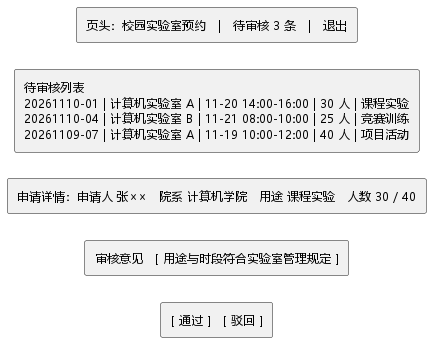 页头：校园实验室预约 | 待审核 3 条 | 退出
待审核列表
20261110-01 | 计算机实验室 A | 11-20 14:00-16:00 | 30 人 | 课程实验
20261110-04 | 计算机实验室 B | 11-21 08:00-10:00 | 25 人 | 竞赛训练
20261109-07 | 计算机实验室 A | 11-19 10:00-12:00 | 40 人 | 项目活动
申请详情：申请人 张×× 院系 计算机学院 用途 课程实验 人数 30 / 40
审核意见 [ 用途与时段符合实验室管理规定 ]
[ 通过 ] [ 驳回 ]